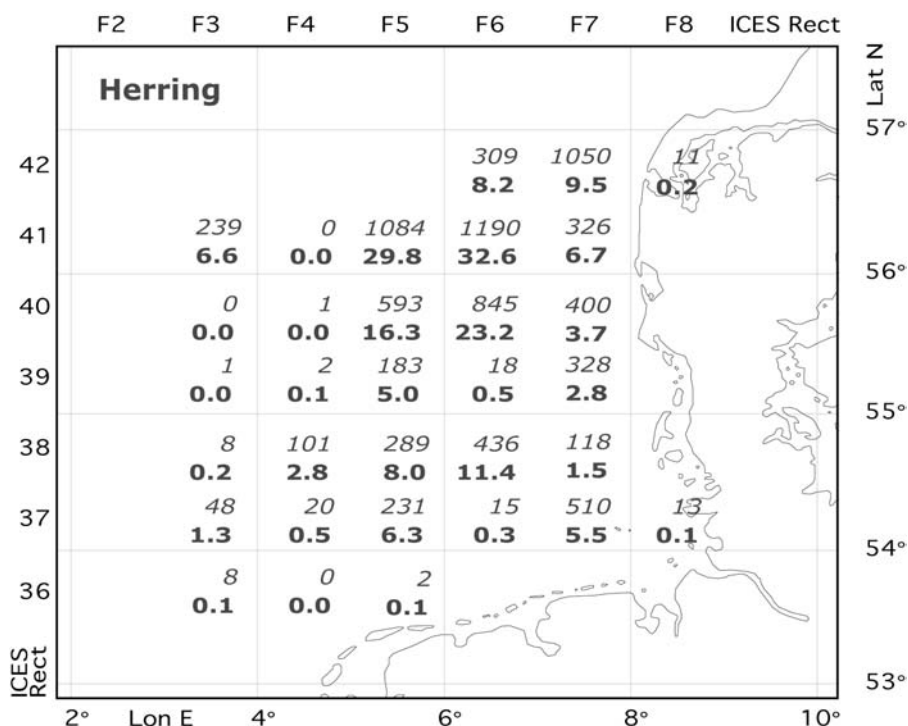 F2 F3 F4 F5 F6 F7 F8 ICES Rect
Lat N
Herring
57°
42 309 1050 11
8.2 9.5 0.2
41 239 0 1084 1190 326
6.6 0.0 29.8 32.6 6.7
56°
40 0 1 593 845 400
0.0 0.0 16.3 23.2 3.7
39 1 2 183 18 328
0.0 0.1 5.0 0.5 2.8
55°
38 8 101 289 436 118
0.2 2.8 8.0 11.4 1.5
37 48 20 231 15 510 13
1.3 0.5 6.3 0.3 5.5 0.1
54°
36 8 0 2
0.1 0.0 0.1
ICES
Rect
53°
2° Lon E 4° 6° 8° 10°